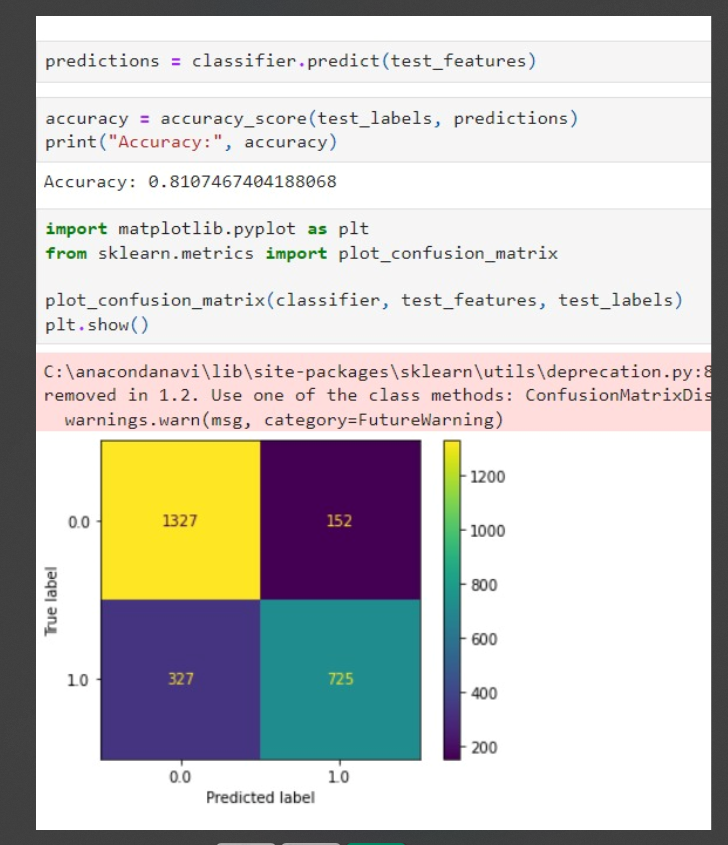 predictions = classifier.predict(test_features)
accuracy = accuracy_score(test_labels, predictions)
print("Accuracy:", accuracy)
Accuracy: 0.8107467404188068
import matplotlib.pyplot as plt
from sklearn.metrics import plot_confusion_matrix
plot_confusion_matrix(classifier, test_features, test_labels)
plt.show()
C:\anacondanavi\lib\site-packages\sklearn\utils\deprecation.py:8
removed in 1.2. Use one of the class methods: ConfusionMatrixDis
warnings.warn(msg, category=FutureWarning)
True label
0.0
1327
152
1.0
327
725
0.0
1.0
Predicted label
1200
1000
800
600
400
200